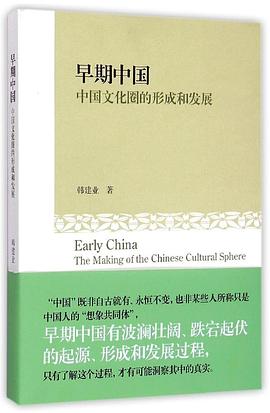 早期中国
中国文化圈的形成和发展
韩建业 著
Early China
The Making of the Chinese Cultural Sphere
“中国”既非自古就有、永恒不变，也非某些人所称只是
中国人的“想象共同体”，
早期中国有波澜壮阔、跌宕起伏
的起源、形成和发展过程，
只有了解这个过程，才有可能洞察其中的真实。
早期中国
中国文化圈的形成和发展
韩建业 著